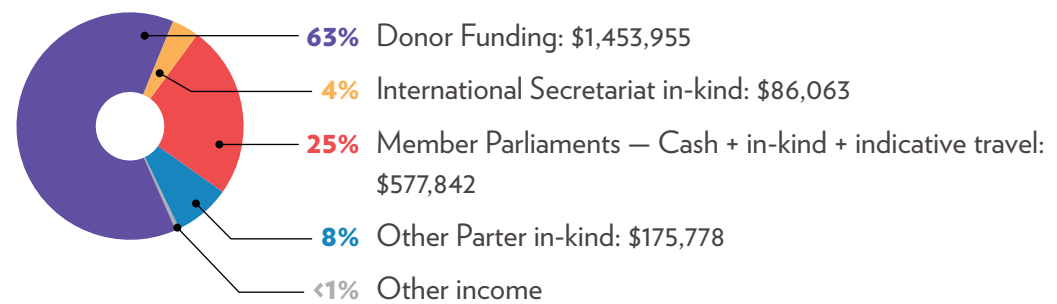 63% Donor Funding: $1,453,955
4% International Secretariat in-kind: $86,063
25% Member Parliaments — Cash + in-kind + indicative travel:
$577,842
8% Other Parter in-kind: $175,778
<1% Other income